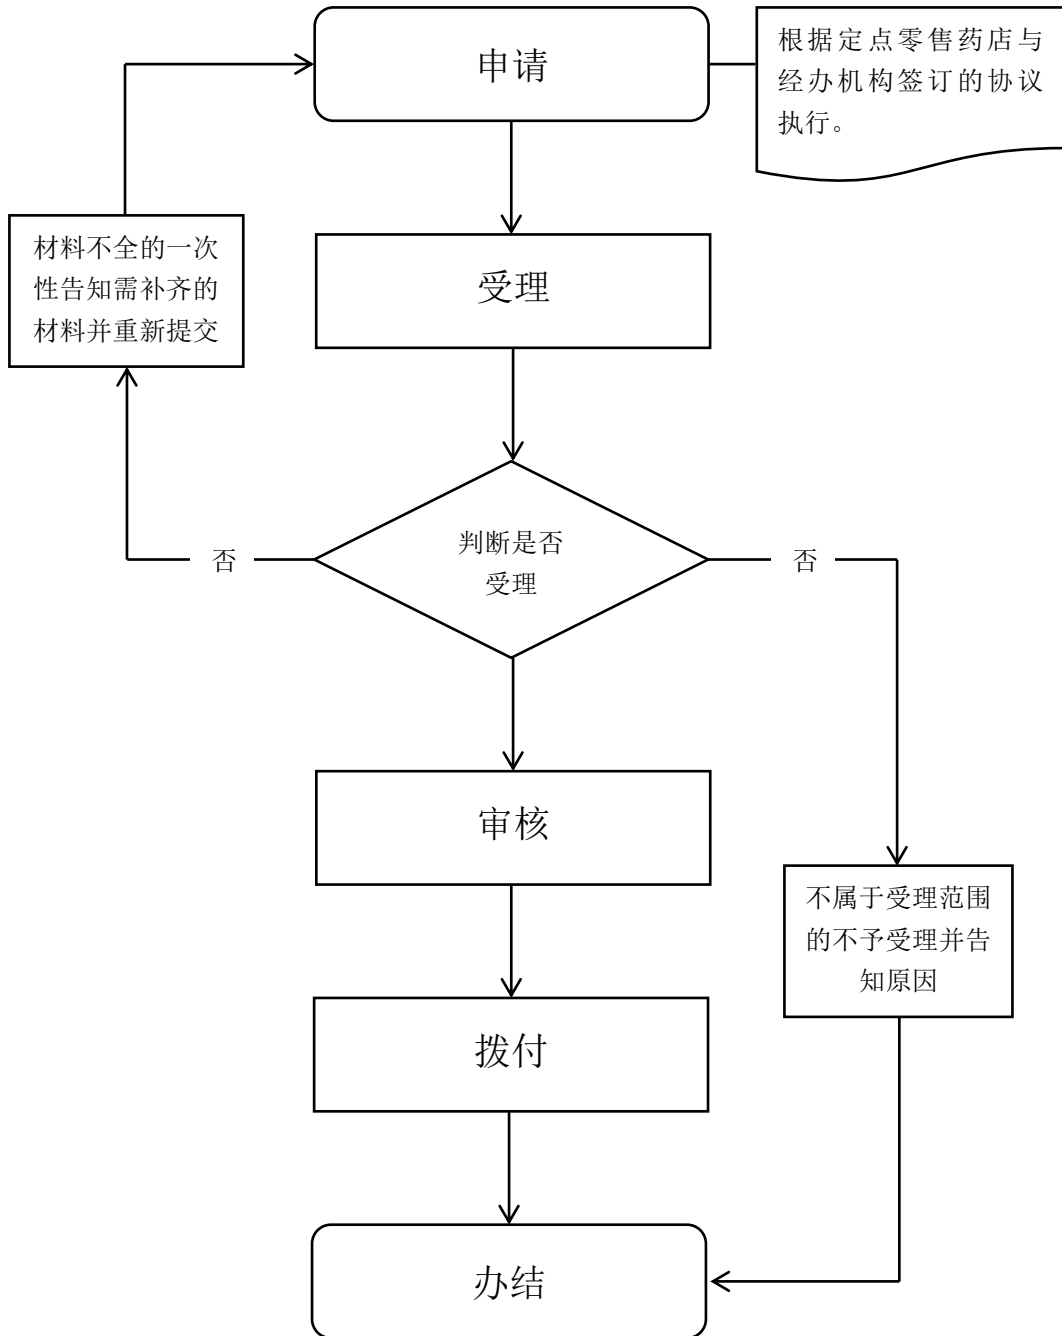 申请
根据定点零售药店与
经办机构签订的协议
执行。
材料不全的一次
性告知需补齐的
材料并重新提交
受理
判断是否
受理
否
否
审核
不属于受理范围
的不予受理并告
知原因
拨付
办结